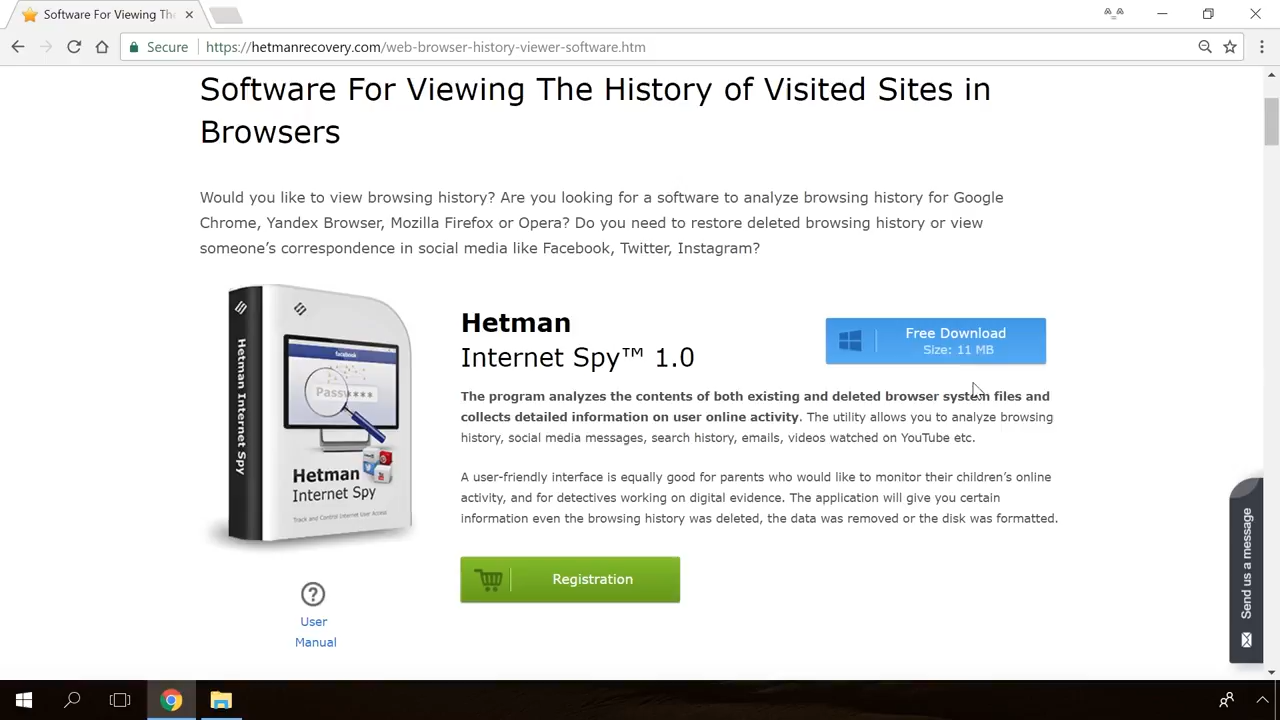 Software For Viewing Th
Secure
https://hetmanrecovery.com/web-browser-history-viewer-software.htm
Software For Viewing The History of Visited Sites in
Browsers
Would you like to view browsing history? Are you looking for a software to analyze browsing history for Google
Chrome, Yandex Browser, Mozilla Firefox or Opera? Do you need to restore deleted browsing history or view
someone’s correspondence in social media like Facebook, Twitter, Instagram?
Hetman Internet Spy
facebook
Passw***
Hetman
Internet Spy
Track and Control Internet User Access
User
Manual
Hetman
Internet Spy™ 1.0
Free Download
Size: 11 MB
The program analyzes the contents of both existing and deleted browser system files and
collects detailed information on user online activity. The utility allows you to analyze browsing
history, social media messages, search history, emails, videos watched on YouTube etc.
A user-friendly interface is equally good for parents who would like to monitor their children’s online
activity, and for detectives working on digital evidence. The application will give you certain
information even the browsing history was deleted, the data was removed or the disk was formatted.
Registration
Send us a message